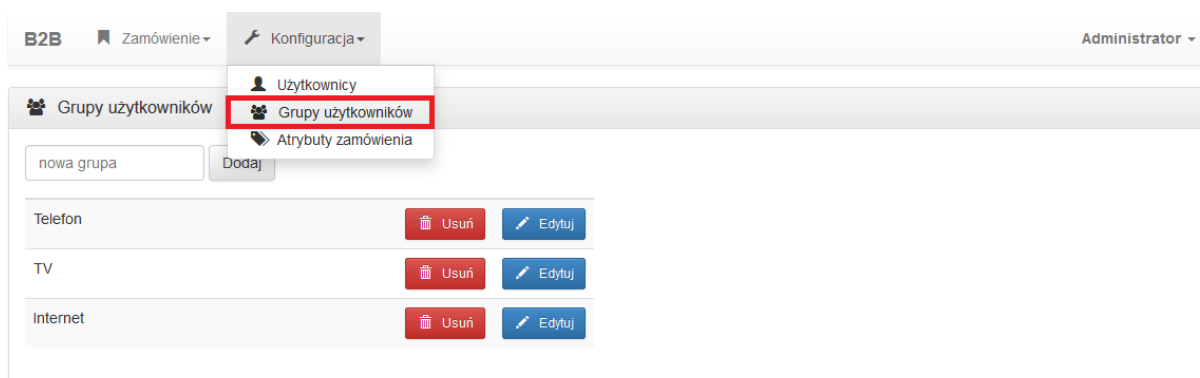 B2B Zamówienie Konfiguracja Administrator
Użytkownicy
Grupy użytkowników
Atrybuty zamówienia
Grupy użytkowników
nowa grupa Dodaj
Telefon Usuń Edytuj
TV Usuń Edytuj
Internet Usuń Edytuj